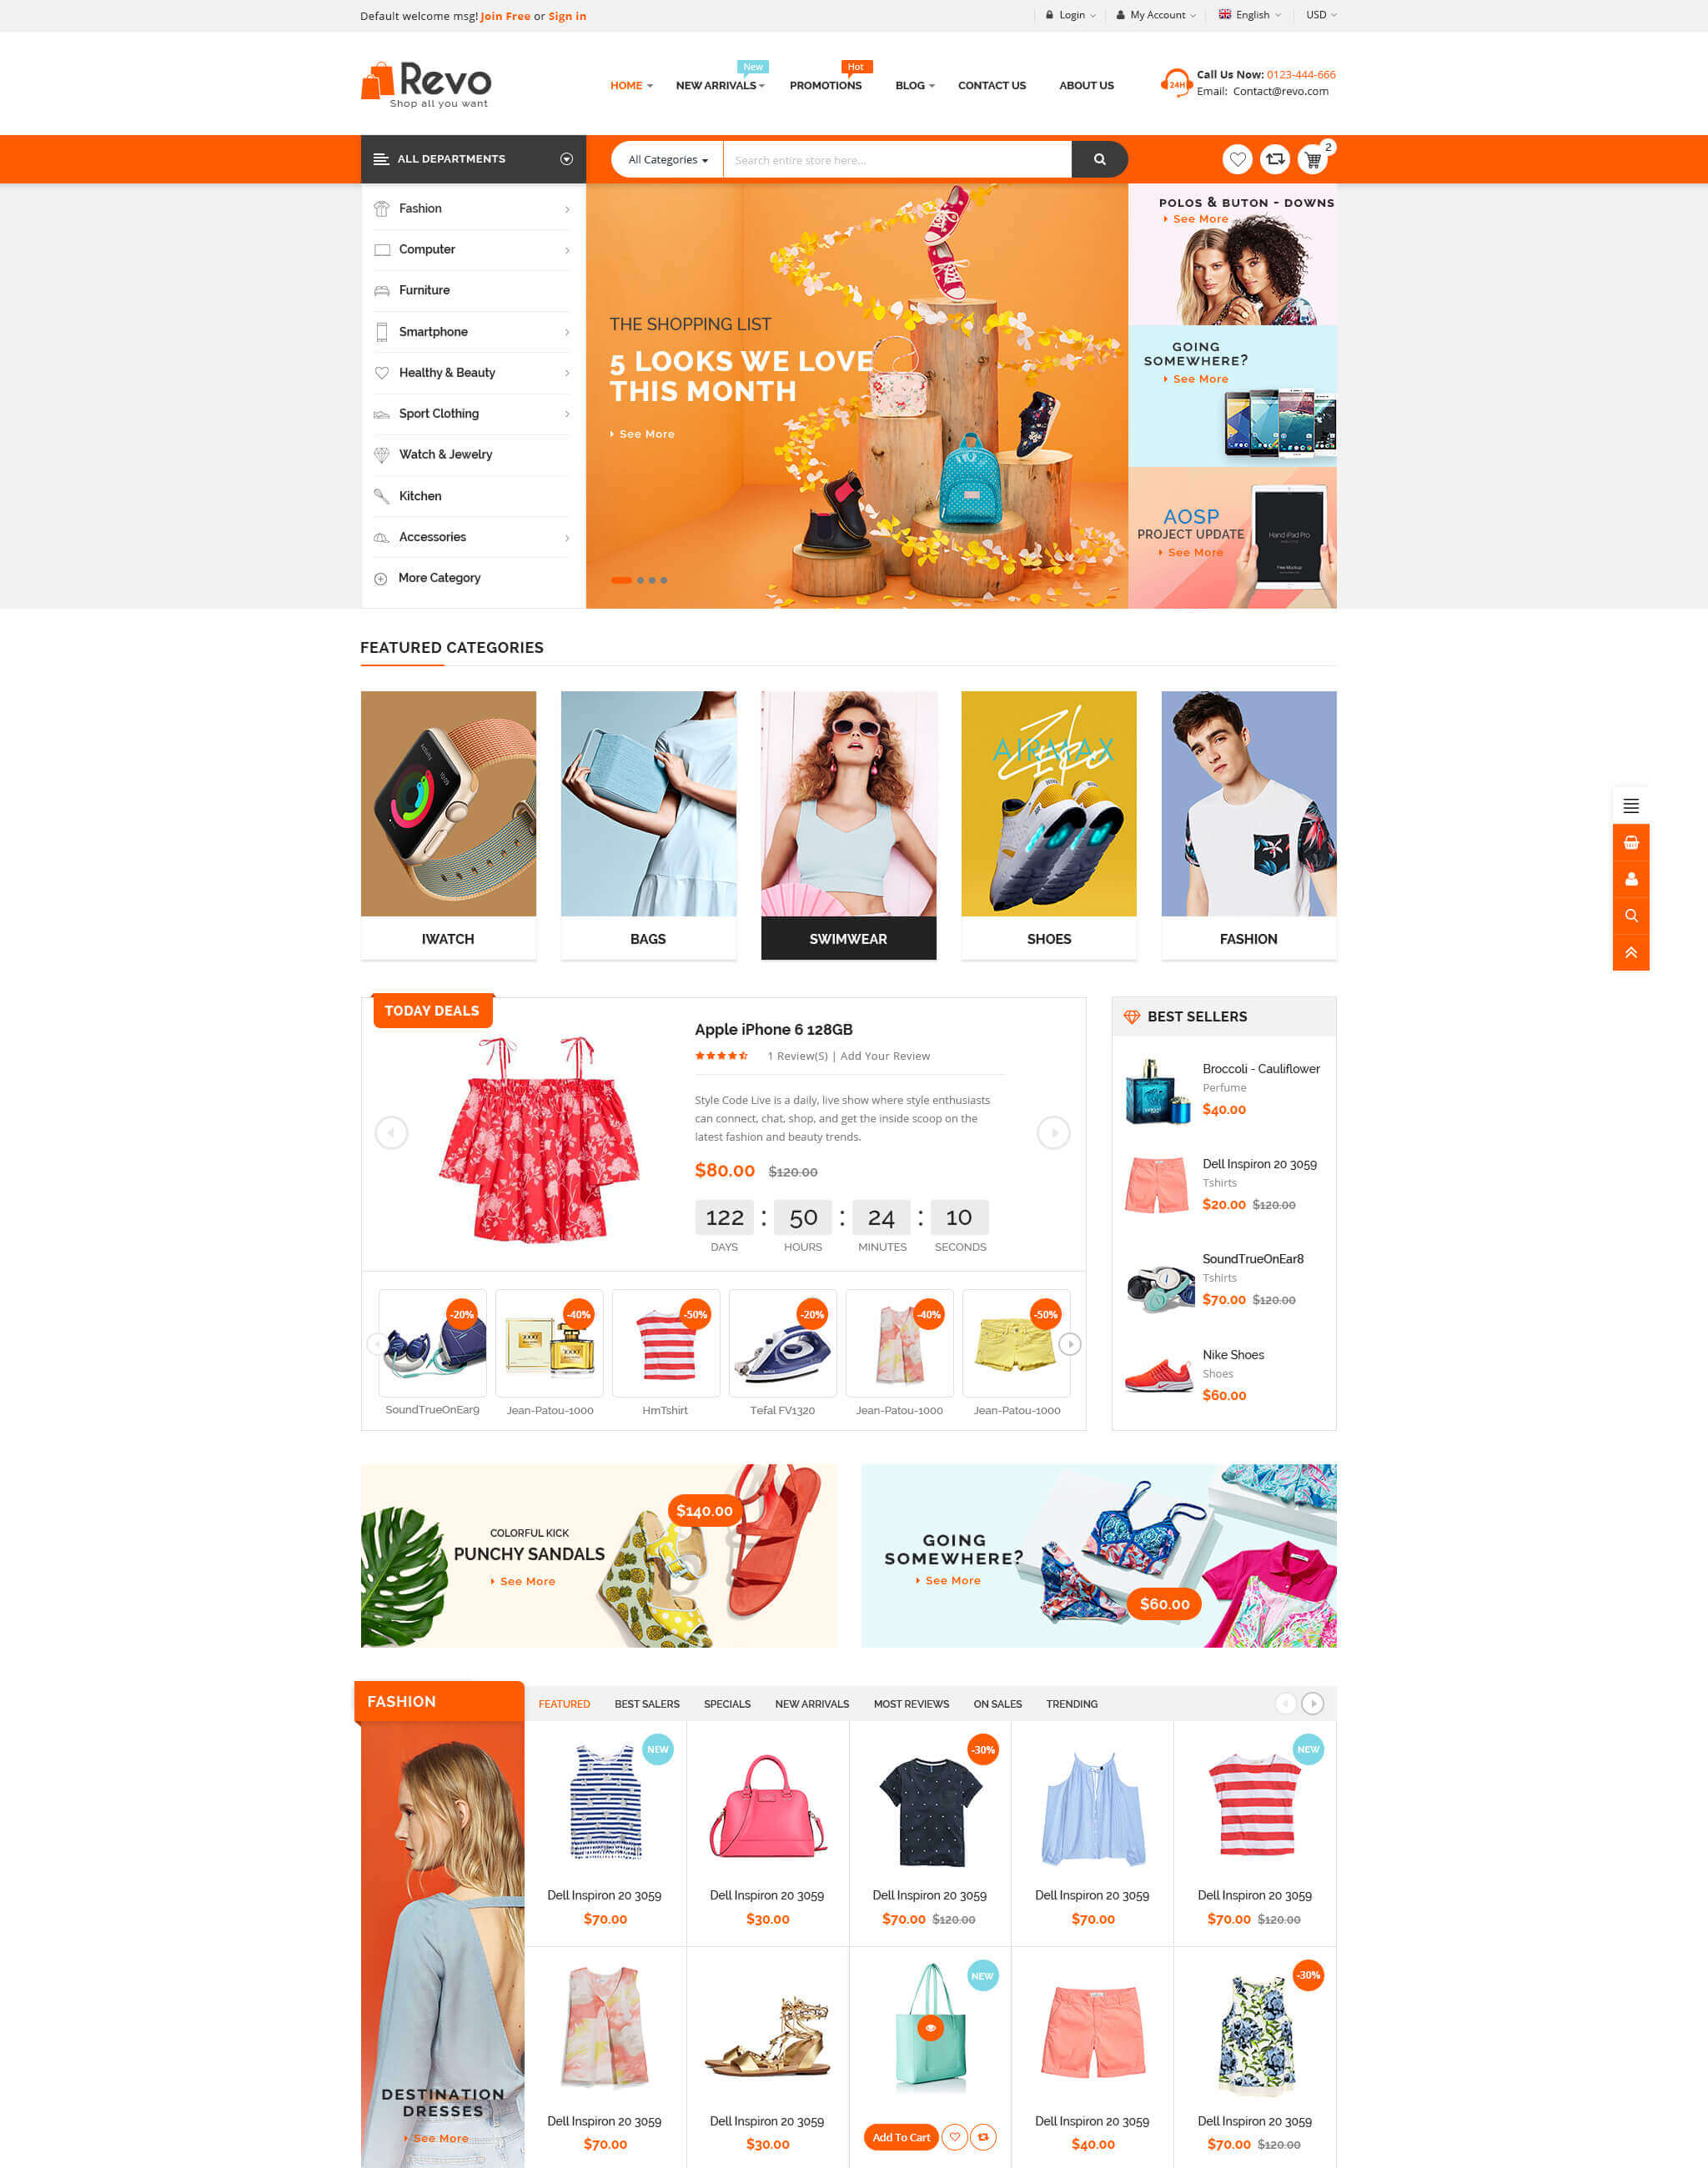 Default welcome msg! Join Free or Sign in
Login
My Account
English
USD
Revo
Shop all you want
HOME
New
NEW ARRIVALS
Hot
PROMOTIONS
BLOG
CONTACT US
ABOUT US
24H
Call Us Now: 0123-444-666
Email: Contact@revo.com
ALL DEPARTMENTS
All Categories
Search entire store here...
2
Fashion
Computer
Furniture
Smartphone
Healthy & Beauty
Sport Clothing
Watch & Jewelry
Kitchen
Accessories
More Category
THE SHOPPING LIST
5 LOOKS WE LOVE
THIS MONTH
See More
POLOS & BUTON - DOWNS
See More
GOING
SOMEWHERE?
See More
AOSP
PROJECT UPDATE
See More
Hand iPad Pro
Free Mockup
FEATURED CATEGORIES
AIRMAX
IWATCH
BAGS
SWIMWEAR
SHOES
FASHION
TODAY DEALS
Apple iPhone 6 128GB
1 Review(S) | Add Your Review
Style Code Live is a daily, live show where style enthusiasts
can connect, chat, shop, and get the inside scoop on the
latest fashion and beauty trends.
$80.00 $120.00
122 : 50 : 24 : 10
DAYS HOURS MINUTES SECONDS
-20%
-40%
-50%
-20%
-40%
-50%
1000
1000
SoundTrueOnEar9
Jean-Patou-1000
HmTshirt
Tefal FV1320
Jean-Patou-1000
Jean-Patou-1000
BEST SELLERS
Broccoli - Cauliflower
Perfume
$40.00
Dell Inspiron 20 3059
Tshirts
$20.00 $120.00
SoundTrueOnEar8
Tshirts
$70.00 $120.00
Nike Shoes
Shoes
$60.00
COLORFUL KICK
PUNCHY SANDALS
See More
$140.00
GOING
SOMEWHERE?
See More
$60.00
FASHION
FEATURED
BEST SALERS
SPECIALS
NEW ARRIVALS
MOST REVIEWS
ON SALES
TRENDING
DESTINATION
DRESSES
See More
NEW
-30%
NEW
Dell Inspiron 20 3059
$70.00
Dell Inspiron 20 3059
$30.00
Dell Inspiron 20 3059
$70.00 $120.00
Dell Inspiron 20 3059
$70.00
Dell Inspiron 20 3059
$70.00 $120.00
NEW
-30%
Dell Inspiron 20 3059
$70.00
Dell Inspiron 20 3059
$30.00
Add To Cart
Dell Inspiron 20 3059
$40.00
Dell Inspiron 20 3059
$70.00 $120.00